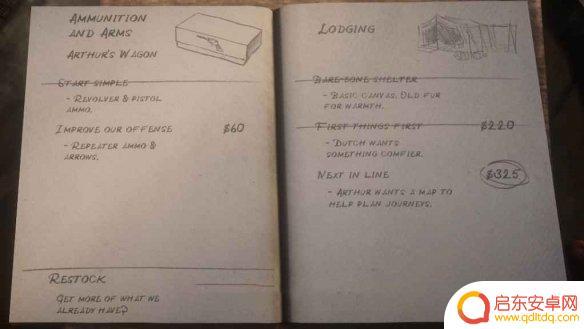 Ammunition
and Arms
Arthur's Wagon
Start simple
- Revolver & pistol
ammo.
Improve our offense $60
- Repeater ammo &
arrows.
Restock
Get more of what we
already have?
Lodging
Bare-bone shelter
- Basic canvas. Old fur
for warmth.
First things first $220
- Dutch wants
something comfier.
Next in line $325
- Arthur wants a map to
help plan journeys.
启东安卓网
www.qdltdq.com